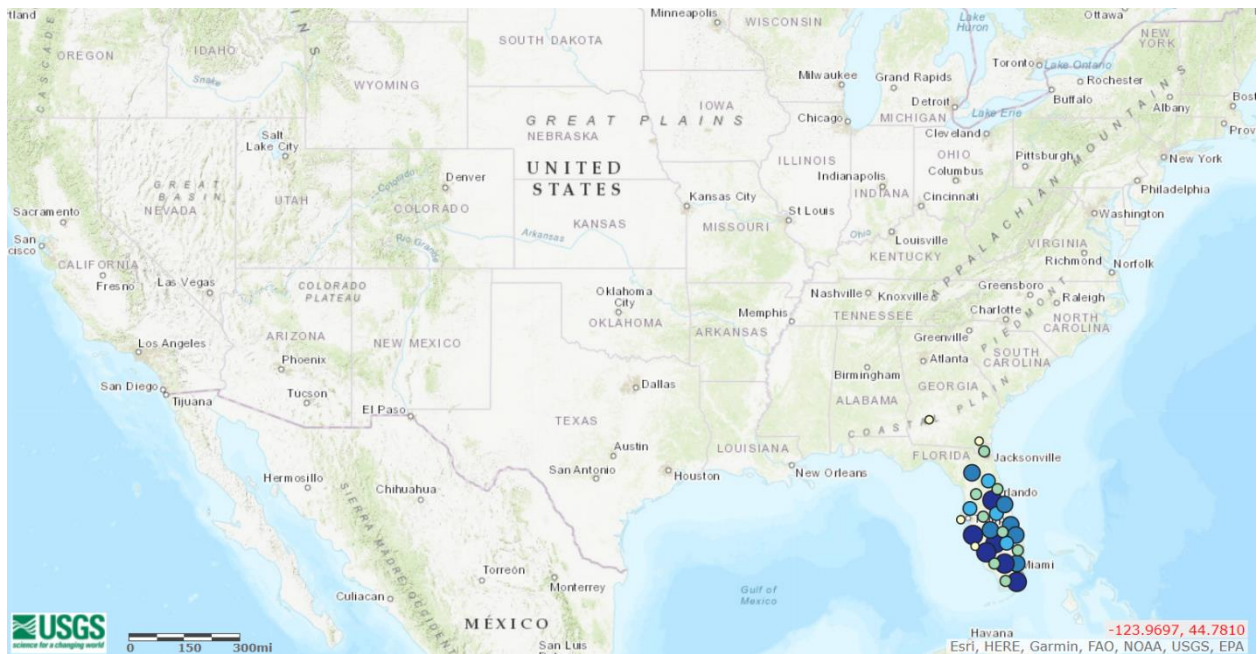 rtland
OREGON
CASCADE
IDAHO
Snake
N
S
WYOMING
SOUTH DAKOTA
Minneapolis
WISCONSIN
Lake
Huron
Ottawa
NEW
YORK
Toronto
Lake Ontario
Rochester
Buffalo
Albany
Bost
Prov
Milwaukee
Grand Rapids
Detroit
MICHIGAN
Lake Erie
Chicago
Cleveland
IOWA
GREAT PLAINS
NEBRASKA
Salt
Lake City
GREAT
BASIN
NEVADA
UTAH
Colorado
Denver
COLORADO
UNITED
STATES
KANSAS
Kansas City
MISSOURI
St Louis
ILLINOIS
Indianapolis
INDIANA
OHIO
Columbus
Cincinnati
Pittsburgh
New York
Philadelphia
Washington
APPALACHIAN MOUNTAINS
Sacramento
San
cisco
CALIFORNIA
Fresno
Las Vegas
COLORADO
PLATEAU
Rio Grande
Arkansas
Ohio
Louisville
KENTUCKY
VIRGINIA
Richmond
Norfolk
Nashville
Knoxville
TENNESSEE
Greensboro
Raleigh
Charlotte
NORTH
CAROLINA
PIEDMONT
Greenville
SOUTH
CAROLINA
Oklahoma
City
OKLAHOMA
Memphis
ARKANSAS
Los Angeles
ARIZONA
Phoenix
NEW MEXICO
San Diego
Tijuana
Tucson
El Paso
Dallas
TEXAS
Atlanta
Birmingham
GEORGIA
ALABAMA
COASTAL PLAIN
Austin
San Antonio
Houston
LOUISIANA
New Orleans
FLORIDA
Jacksonville
Orlando
Miami
Hermosillo
Chihuahua
SIERRA MADRE OCCIDENT
Torreón
Monterrey
Culiacan
MÉXICO
San Luis
Gulf of
Mexico
Havana
USGS
science for a changing world
0 150 300mi
-123.9697, 44.7810
Esri, HERE, Garmin, FAO, NOAA, USGS, EPA